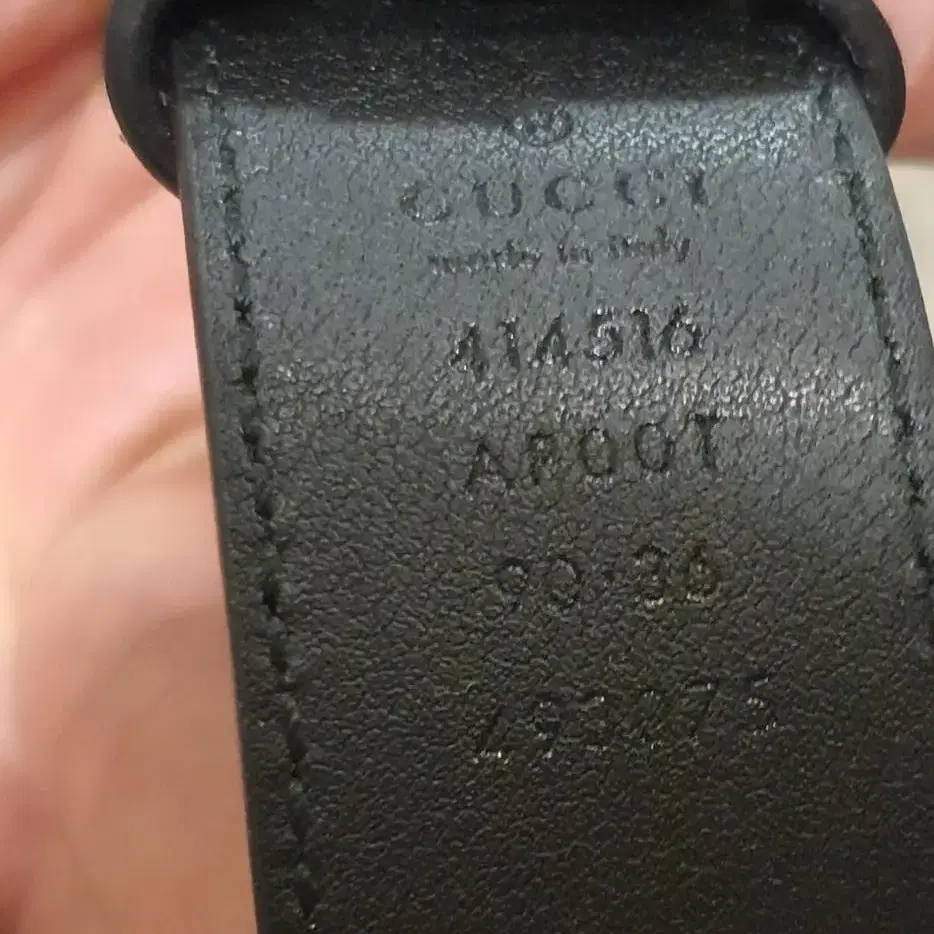 GUCCI
made in italy
414516
AP00T
90·36